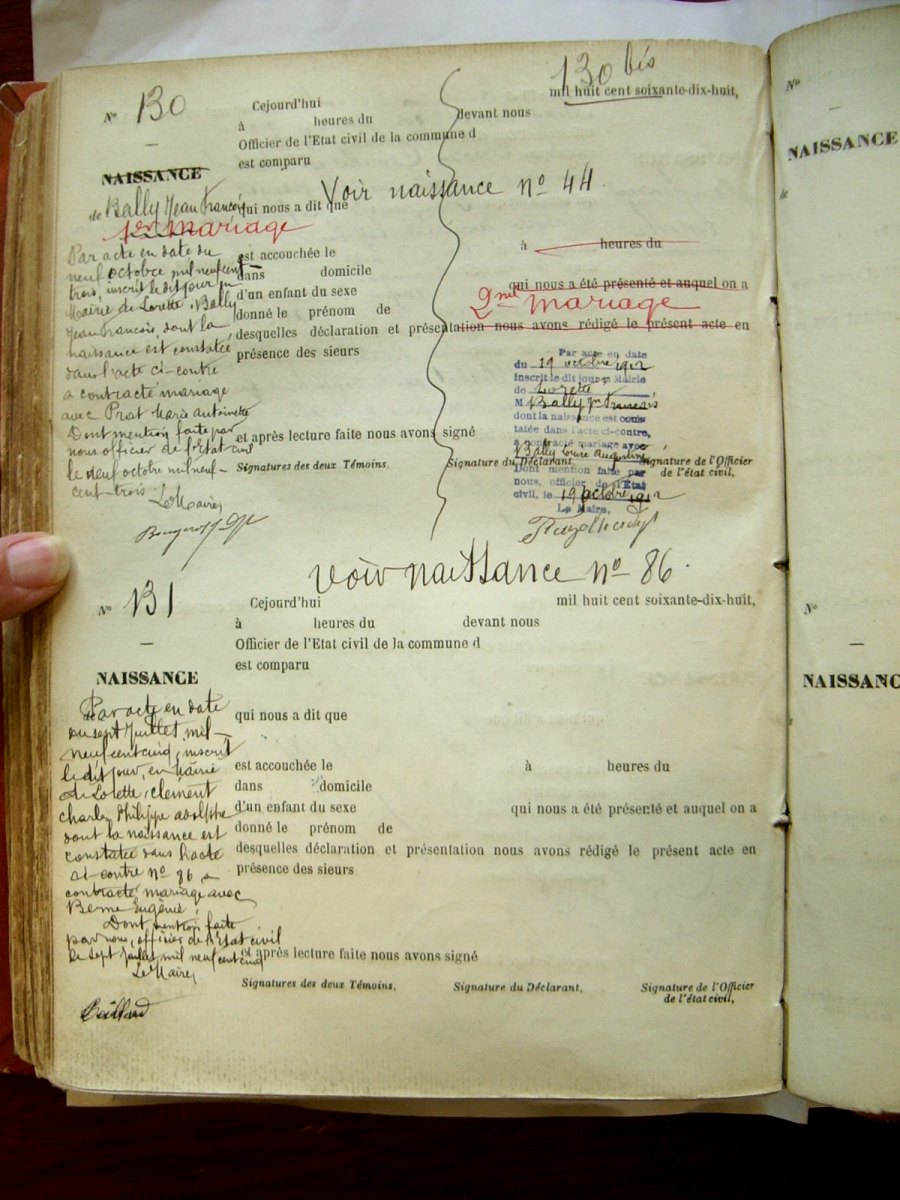 130 bis
N° 130
Cejourd'hui mil huit cent soixante-dix-huit,
à heures du devant nous
Officier de l'Etat civil de la commune d
est comparu
NAISSANCE
Voir naissance n° 44.
de Bally Jean François
qui nous a dit que
1er mariage
Par acte en date du
neuf octobre mil neuf cent
trois, inscrit le dit jour en
Mairie de Lorette, Bally
Jean François, dont la
naissance est constatée
dans l'acte ci-contre
a contracté mariage
avec Prat Marie Antoinette
Dont mention faite par
nous officier de l'Etat civil
le neuf octobre mil neuf-
cent trois.
Le Maire,
est accouchée le à heures du
dans domicile
d'un enfant du sexe qui nous a été présenté et auquel on a
2me mariage
donné le prénom de
desquelles déclaration et présentation nous avons rédigé le présent acte en
présence des sieurs
Par acte en date
du 19 octobre 1912
inscrit le dit jour en Mairie
de Lorette
M Bally Jn François
dont la naissance est cons-
tatée dans l'acte ci-contre,
a contracté mariage avec
Bally Louise Augustine
Dont mention faite par
nous, officier de l'État
civil, le 19 octobre 1912
Le Maire,
et après lecture faite nous avons signé
Signatures des deux Témoins. Signature du Déclarant. Signature de l'Officier
de l'état civil.
Voir naissance n° 86.
N° 131
Cejourd'hui mil huit cent soixante-dix-huit,
à heures du devant nous
Officier de l'Etat civil de la commune d
est comparu
NAISSANCE
de
Par acte en date
du sept Juillet mil
neuf cent cinq, inscrit
le dit jour, en Mairie
de Lorette, Clément
Charles Philippe Adolphe
dont la naissance est
constatée dans l'acte
ci-contre n° 86, a
contracté mariage avec
Berne Eugénie.
Dont mention faite
par nous, officier de l'Etat civil
le sept Juillet mil neuf cent cinq
Le Maire,
qui nous a dit que
est accouchée le à heures du
dans domicile
d'un enfant du sexe qui nous a été présenté et auquel on a
donné le prénom de
desquelles déclaration et présentation nous avons rédigé le présent acte en
présence des sieurs
et après lecture faite nous avons signé
Signatures des deux Témoins. Signature du Déclarant. Signature de l'Officier
de l'état civil.
N°
NAISSANCE
de
N°
NAISSANC